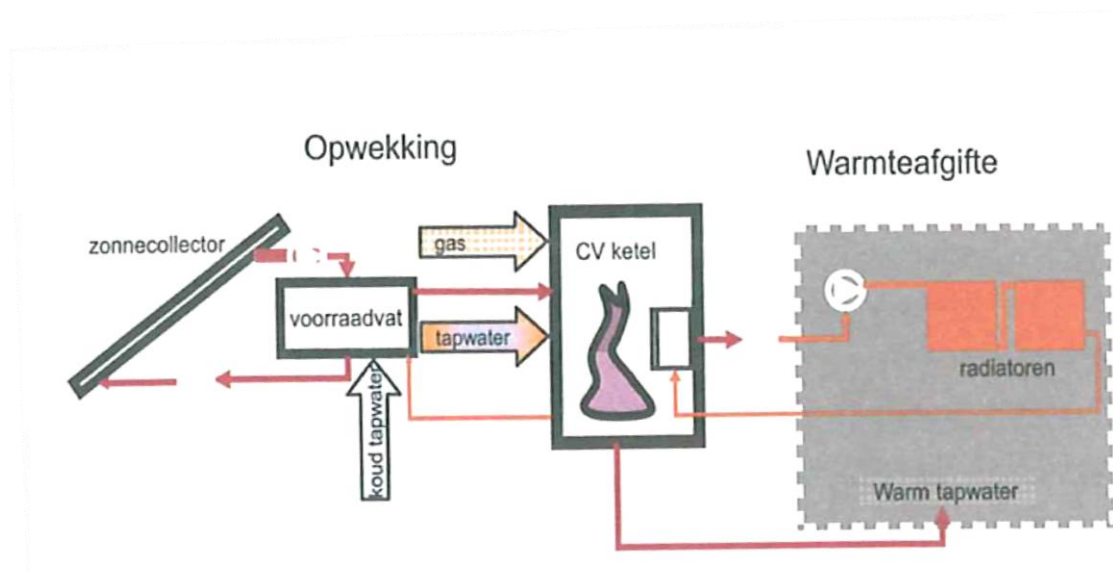 Opwekking
Warmteafgifte
zonnecollector
gas
CV ketel
voorraadvat
tapwater
radiatoren
koud tapwater
Warm tapwater